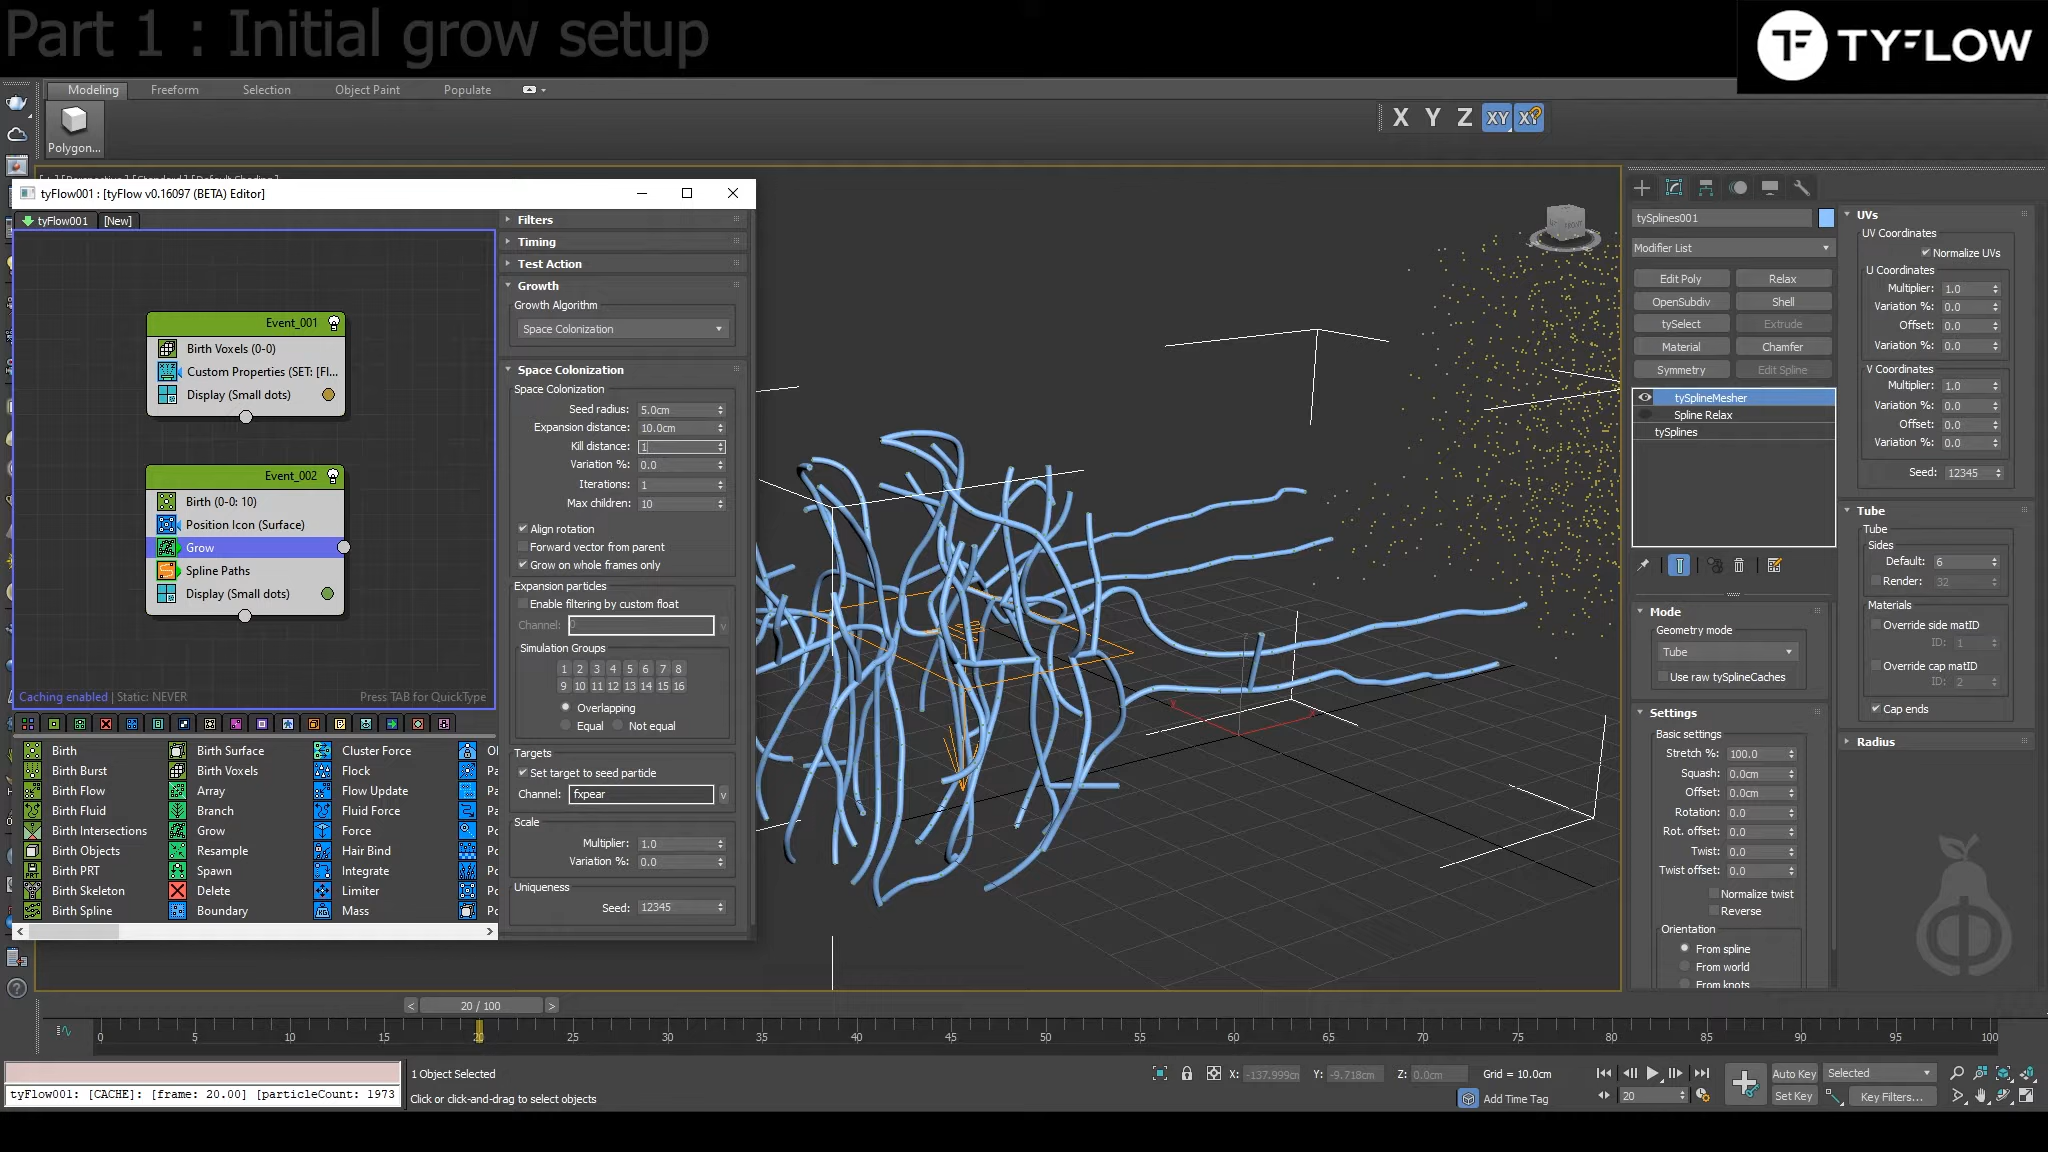 Part 1 : Initial grow setup
TYFLOW
Modeling
Freeform
Selection
Object Paint
Populate
Polygon...
X Y Z XY XY
tyFlow001 : [tyFlow v0.16097 (BETA) Editor]
tyFlow001
[New]
Event_001
Birth Voxels (0-0)
Custom Properties (SET: [Fl...
Display (Small dots)
Event_002
Birth (0-0: 10)
Position Icon (Surface)
Grow
Spline Paths
Display (Small dots)
Caching enabled | Static: NEVER
Press TAB for QuickType
Birth
Birth Burst
Birth Flow
Birth Fluid
Birth Intersections
Birth Objects
Birth PRT
Birth Skeleton
Birth Spline
Birth Surface
Birth Voxels
Array
Branch
Grow
Resample
Spawn
Delete
Boundary
Cluster Force
Flock
Flow Update
Fluid Force
Force
Hair Bind
Integrate
Limiter
Mass
Filters
Timing
Test Action
Growth
Growth Algorithm
Space Colonization
Space Colonization
Space Colonization
Seed radius: 5.0cm
Expansion distance: 10.0cm
Kill distance: 1
Variation %: 0.0
Iterations: 1
Max children: 10
Align rotation
Forward vector from parent
Grow on whole frames only
Expansion particles
Enable filtering by custom float
Channel:
Simulation Groups
1 2 3 4 5 6 7 8
9 10 11 12 13 14 15 16
Overlapping
Equal
Not equal
Targets
Set target to seed particle
Channel: fxpear
Scale
Multiplier: 1.0
Variation %: 0.0
Uniqueness
Seed: 12345
tySplines001
Modifier List
Edit Poly
Relax
OpenSubdiv
Shell
tySelect
Extrude
Material
Chamfer
Symmetry
Edit Spline
tySplineMesher
Spline Relax
tySplines
Mode
Geometry mode
Tube
Use raw tySplineCaches
Settings
Basic settings
Stretch %: 100.0
Squash: 0.0cm
Offset: 0.0cm
Rotation: 0.0
Rot. offset: 0.0
Twist: 0.0
Twist offset: 0.0
Normalize twist
Reverse
Orientation
From spline
From world
From knots
UVs
UV Coordinates
Normalize UVs
U Coordinates
Multiplier: 1.0
Variation %: 0.0
Offset: 0.0
Variation %: 0.0
V Coordinates
Multiplier: 1.0
Variation %: 0.0
Offset: 0.0
Variation %: 0.0
Seed: 12345
Tube
Tube
Sides
Default: 6
Render: 32
Materials
Override side matID
ID: 1
Override cap matID
ID: 2
Cap ends
Radius
< 20 / 100 >
0 5 10 15 20 25 30 35 40 45 50 55 60 65 70 75 80 85 90 95 100
tyFlow001: [CACHE]: [frame: 20.00] [particleCount: 1973
1 Object Selected
Click or click-and-drag to select objects
X: -137.999cm Y: -9.718cm Z: 0.0cm
Grid = 10.0cm
Add Time Tag
20
Auto Key
Selected
Set Key
Key Filters...